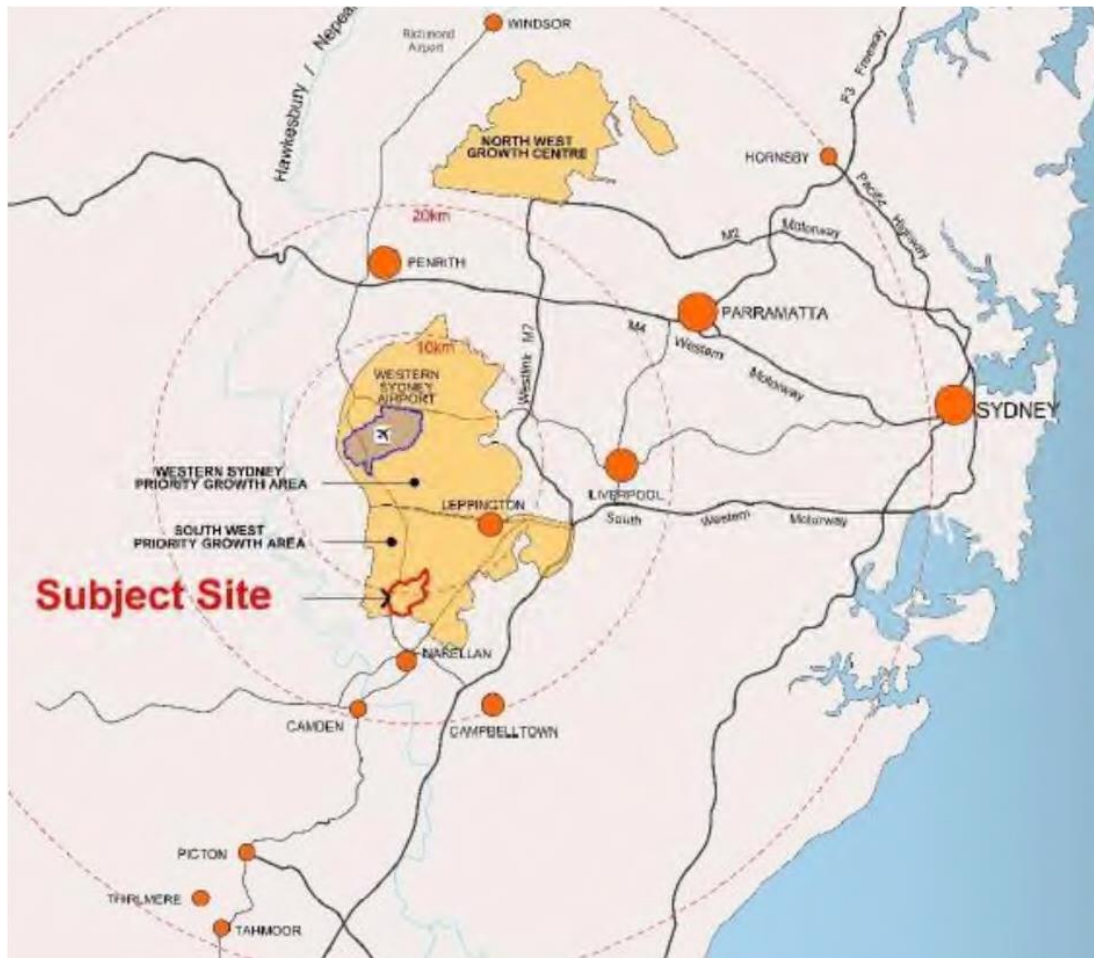 WINDSOR
Richmond
Airport
Hawkesbury / Nepean
F3 Freeway
NORTH WEST
GROWTH CENTRE
HORNSBY
Pacific Highway
20km
M2 Motorway
PENRITH
PARRAMATTA
M4 Western Motorway
Westlink M7
10km
WESTERN
SYDNEY
AIRPORT
SYDNEY
WESTERN SYDNEY
PRIORITY GROWTH AREA
LIVERPOOL
LEPPINGTON
South Western Motorway
SOUTH WEST
PRIORITY GROWTH AREA
Subject Site
NARELLAN
CAMDEN
CAMPBELLTOWN
PICTON
THIRLMERE
TAHMOOR